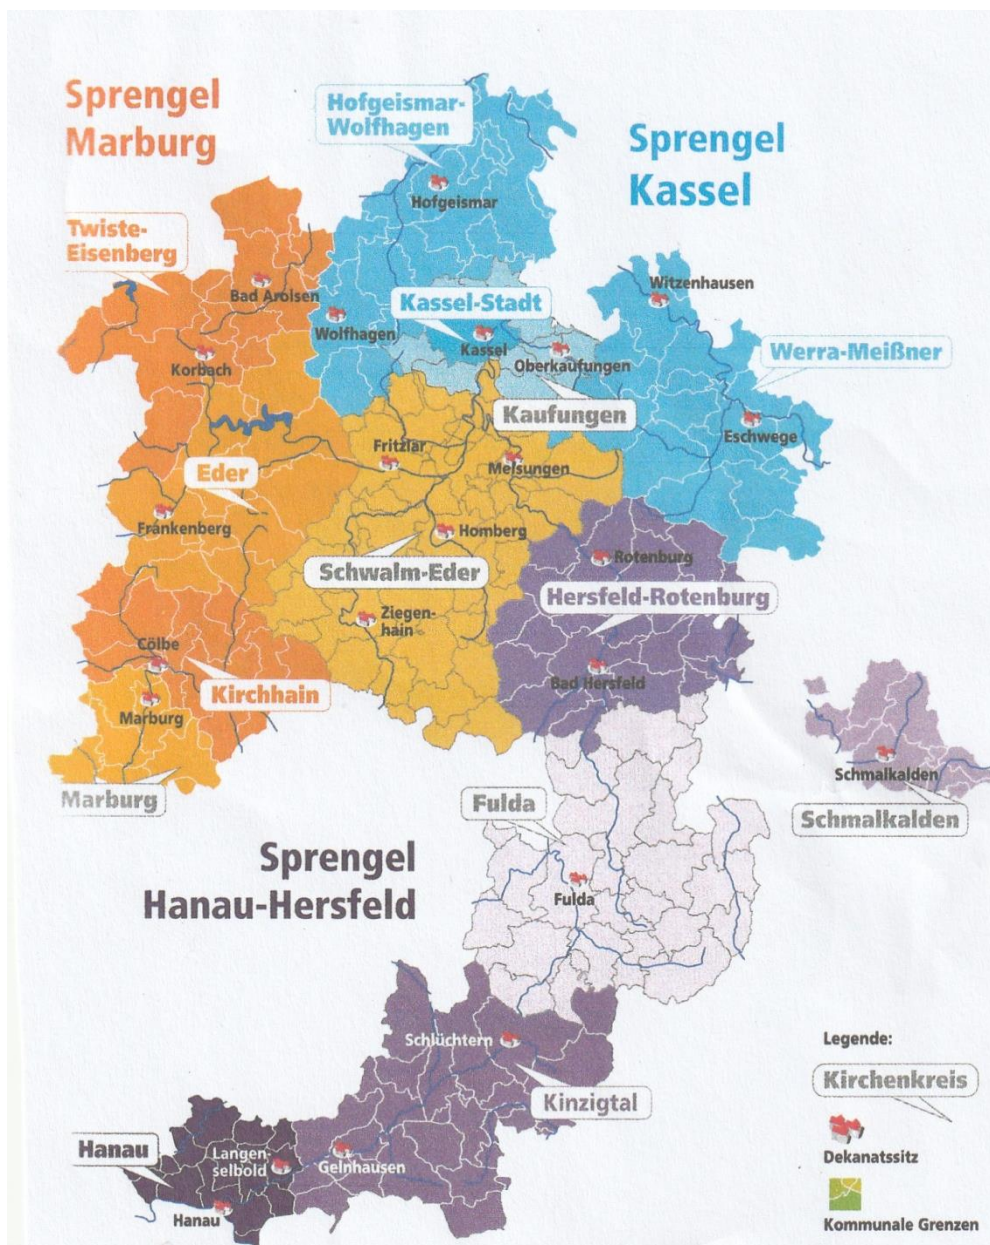 Sprengel
Marburg
Hofgeismar-
Wolfhagen
Sprengel
Kassel
Hofgeismar
Twiste-
Eisenberg
Bad Arolsen
Witzenhausen
Kassel-Stadt
Wolfhagen
Kassel
Oberkaufungen
Werra-Meißner
Korbach
Kaufungen
Eschwege
Fritzlar
Melsungen
Eder
Frankenberg
Homberg
Rotenburg
Schwalm-Eder
Hersfeld-Rotenburg
Ziegen-
hain
Cölbe
Bad Hersfeld
Kirchhain
Marburg
Marburg
Schmalkalden
Schmalkalden
Fulda
Sprengel
Hanau-Hersfeld
Fulda
Schlüchtern
Legende:
Kirchenkreis
Kinzigtal
Hanau
Langen-
selbold
Gelnhausen
Dekanatssitz
Hanau
Kommunale Grenzen